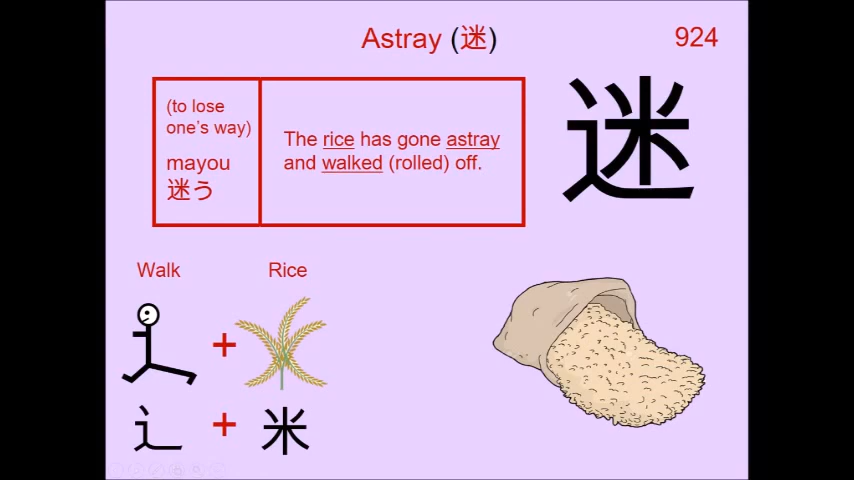 Astray (迷)
924
(to lose
one's way)
mayou
迷う
The rice has gone astray
and walked (rolled) off.
迷
Walk
Rice
+
辶 + 米